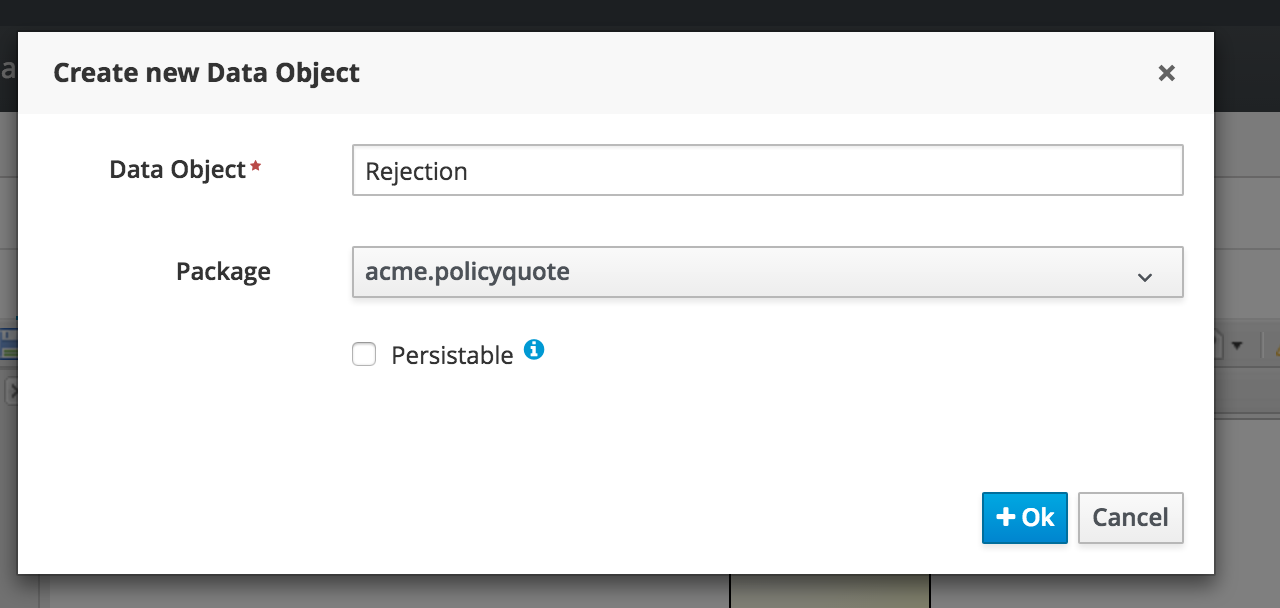 Create new Data Object
Data Object*
Rejection
Package
acme.policyquote
Persistable
Ok
Cancel